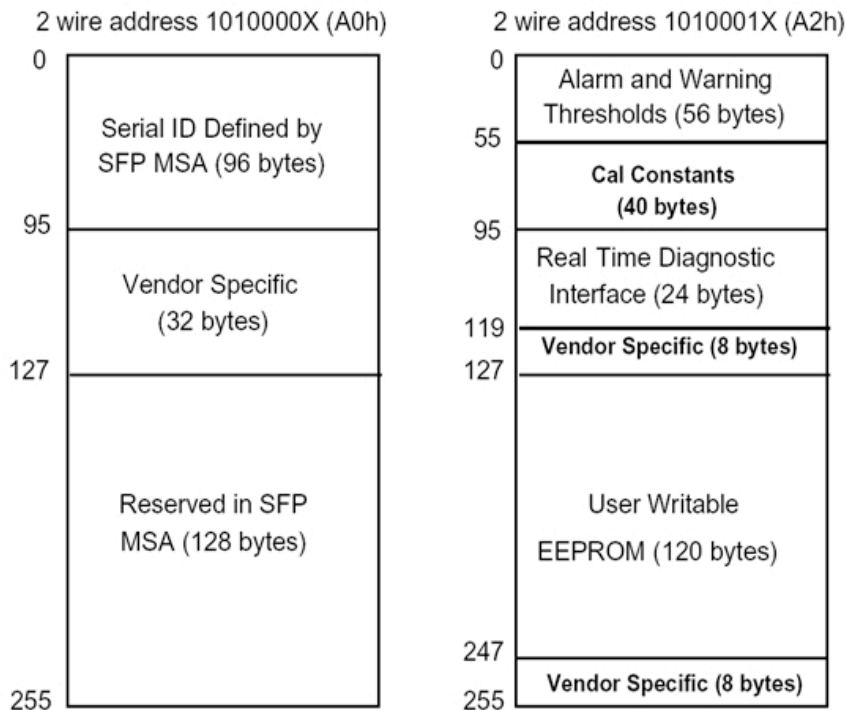 2 wire address 1010000X (A0h)
0
Serial ID Defined by
SFP MSA (96 bytes)
95
Vendor Specific
(32 bytes)
127
Reserved in SFP
MSA (128 bytes)
255
2 wire address 1010001X (A2h)
0
Alarm and Warning
Thresholds (56 bytes)
55
Cal Constants
(40 bytes)
95
Real Time Diagnostic
Interface (24 bytes)
119
Vendor Specific (8 bytes)
127
User Writable
EEPROM (120 bytes)
247
Vendor Specific (8 bytes)
255